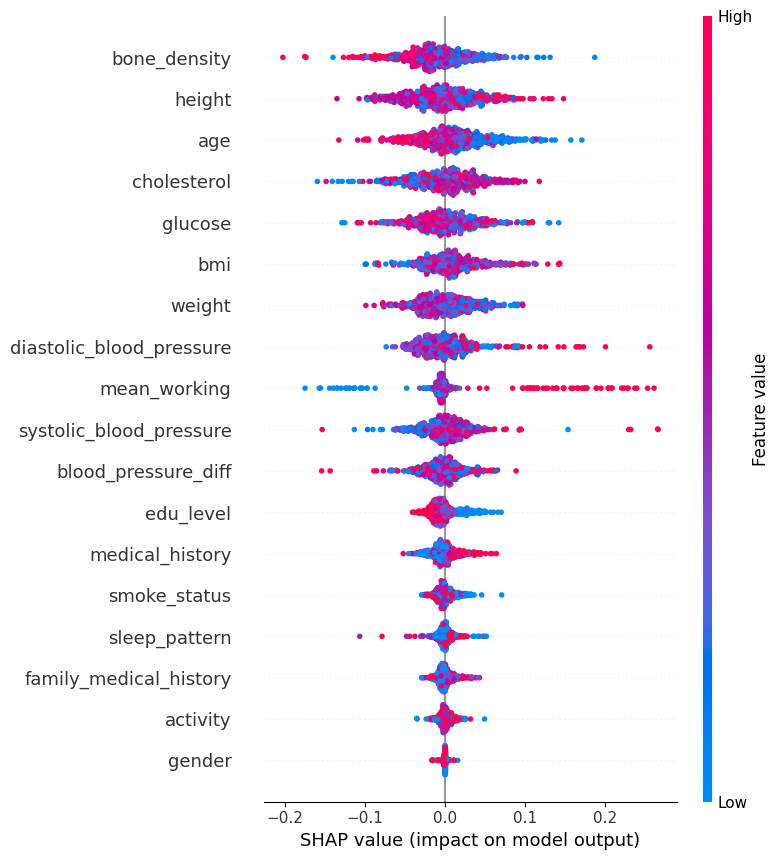 High
bone_density
height
age
cholesterol
glucose
bmi
weight
diastolic_blood_pressure
mean_working
systolic_blood_pressure
blood_pressure_diff
edu_level
medical_history
smoke_status
sleep_pattern
family_medical_history
activity
gender
Feature value
Low
−0.2 −0.1 0.0 0.1 0.2
SHAP value (impact on model output)